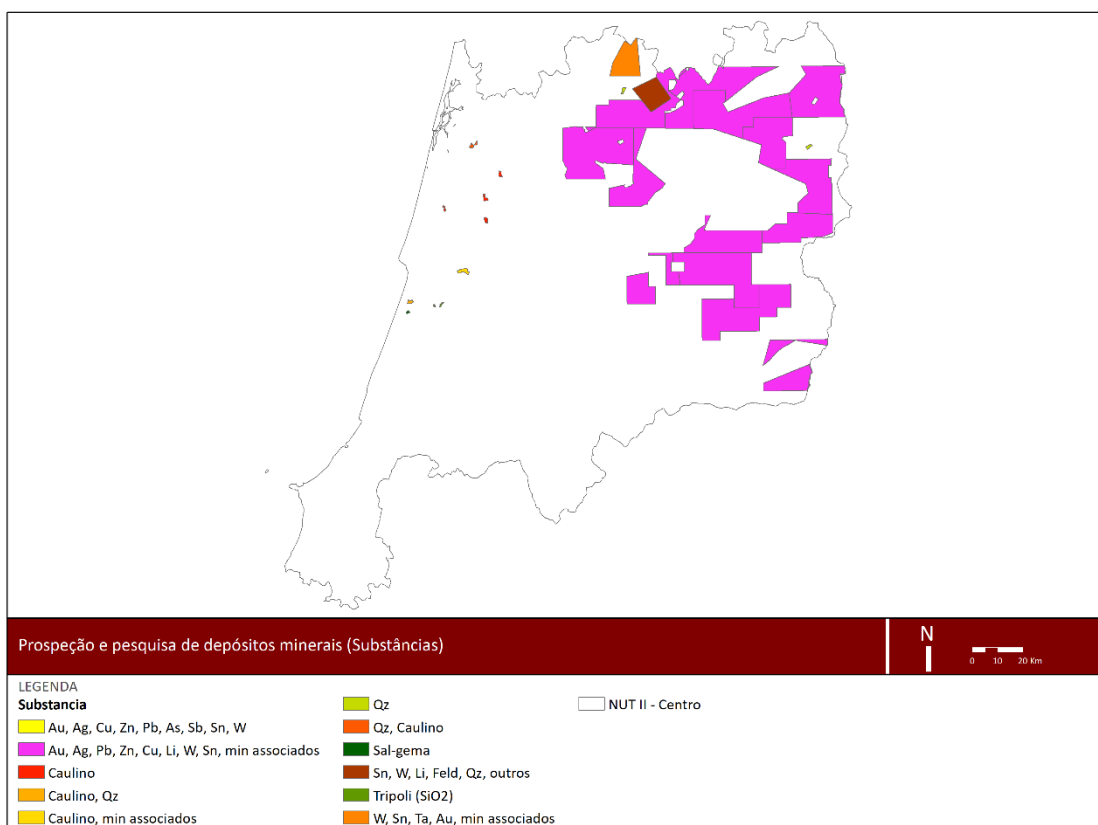 Prospeção e pesquisa de depósitos minerais (Substâncias)
N
0 10 20 Km
LEGENDA
Substancia
Au, Ag, Cu, Zn, Pb, As, Sb, Sn, W
Au, Ag, Pb, Zn, Cu, Li, W, Sn, min associados
Caulino
Caulino, Qz
Caulino, min associados
Qz
Qz, Caulino
Sal-gema
Sn, W, Li, Feld, Qz, outros
Tripoli (SiO2)
W, Sn, Ta, Au, min associados
NUT II - Centro